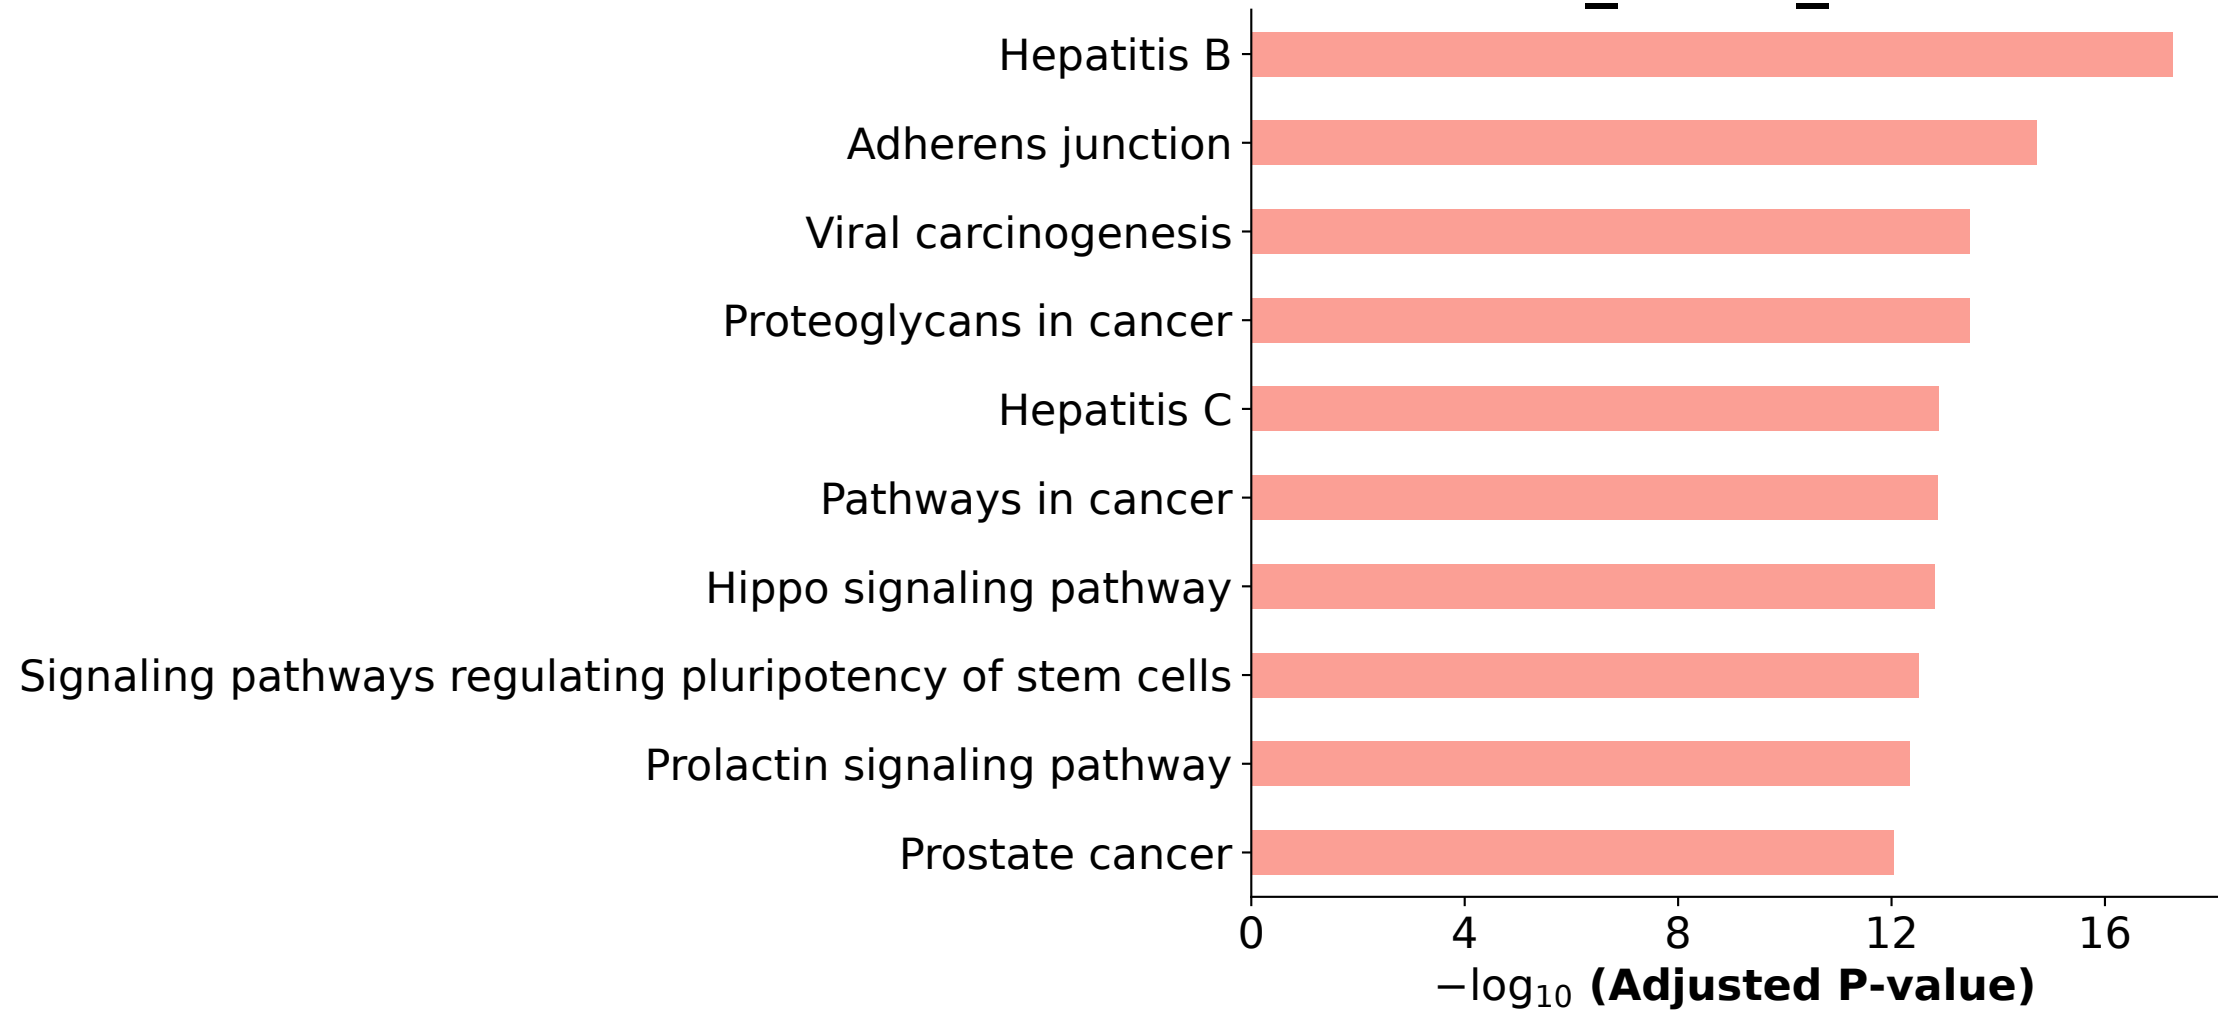 Hepatitis B
Adherens junction
Viral carcinogenesis
Proteoglycans in cancer
Hepatitis C
Pathways in cancer
Hippo signaling pathway
Signaling pathways regulating pluripotency of stem cells
Prolactin signaling pathway
Prostate cancer
0 4 8 12 16
−log₁₀ (Adjusted P-value)